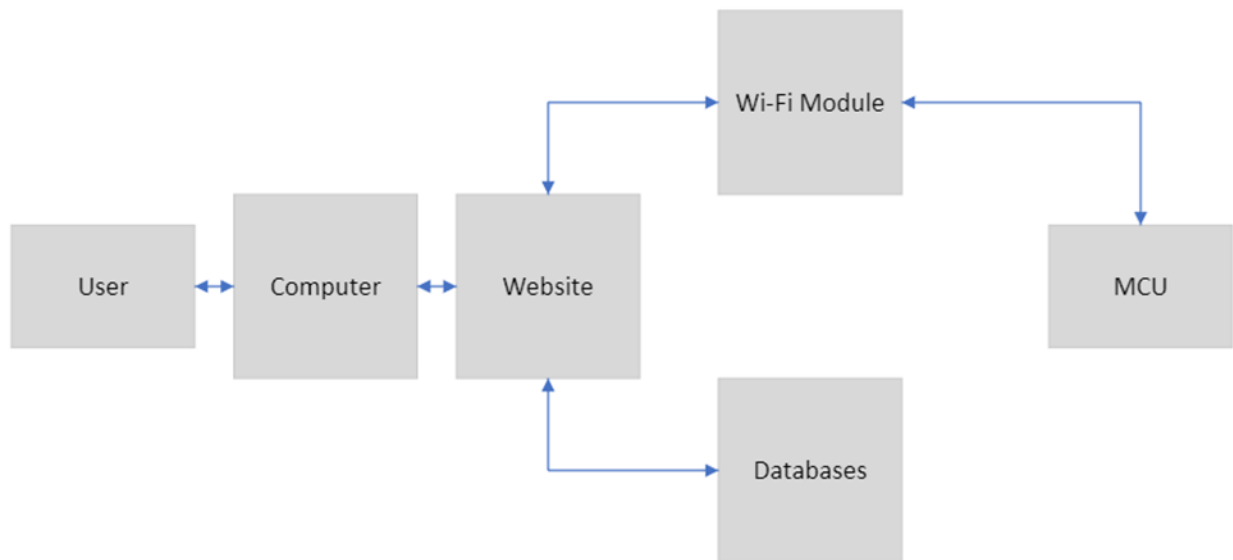 Wi-Fi Module
User
Computer
Website
MCU
Databases